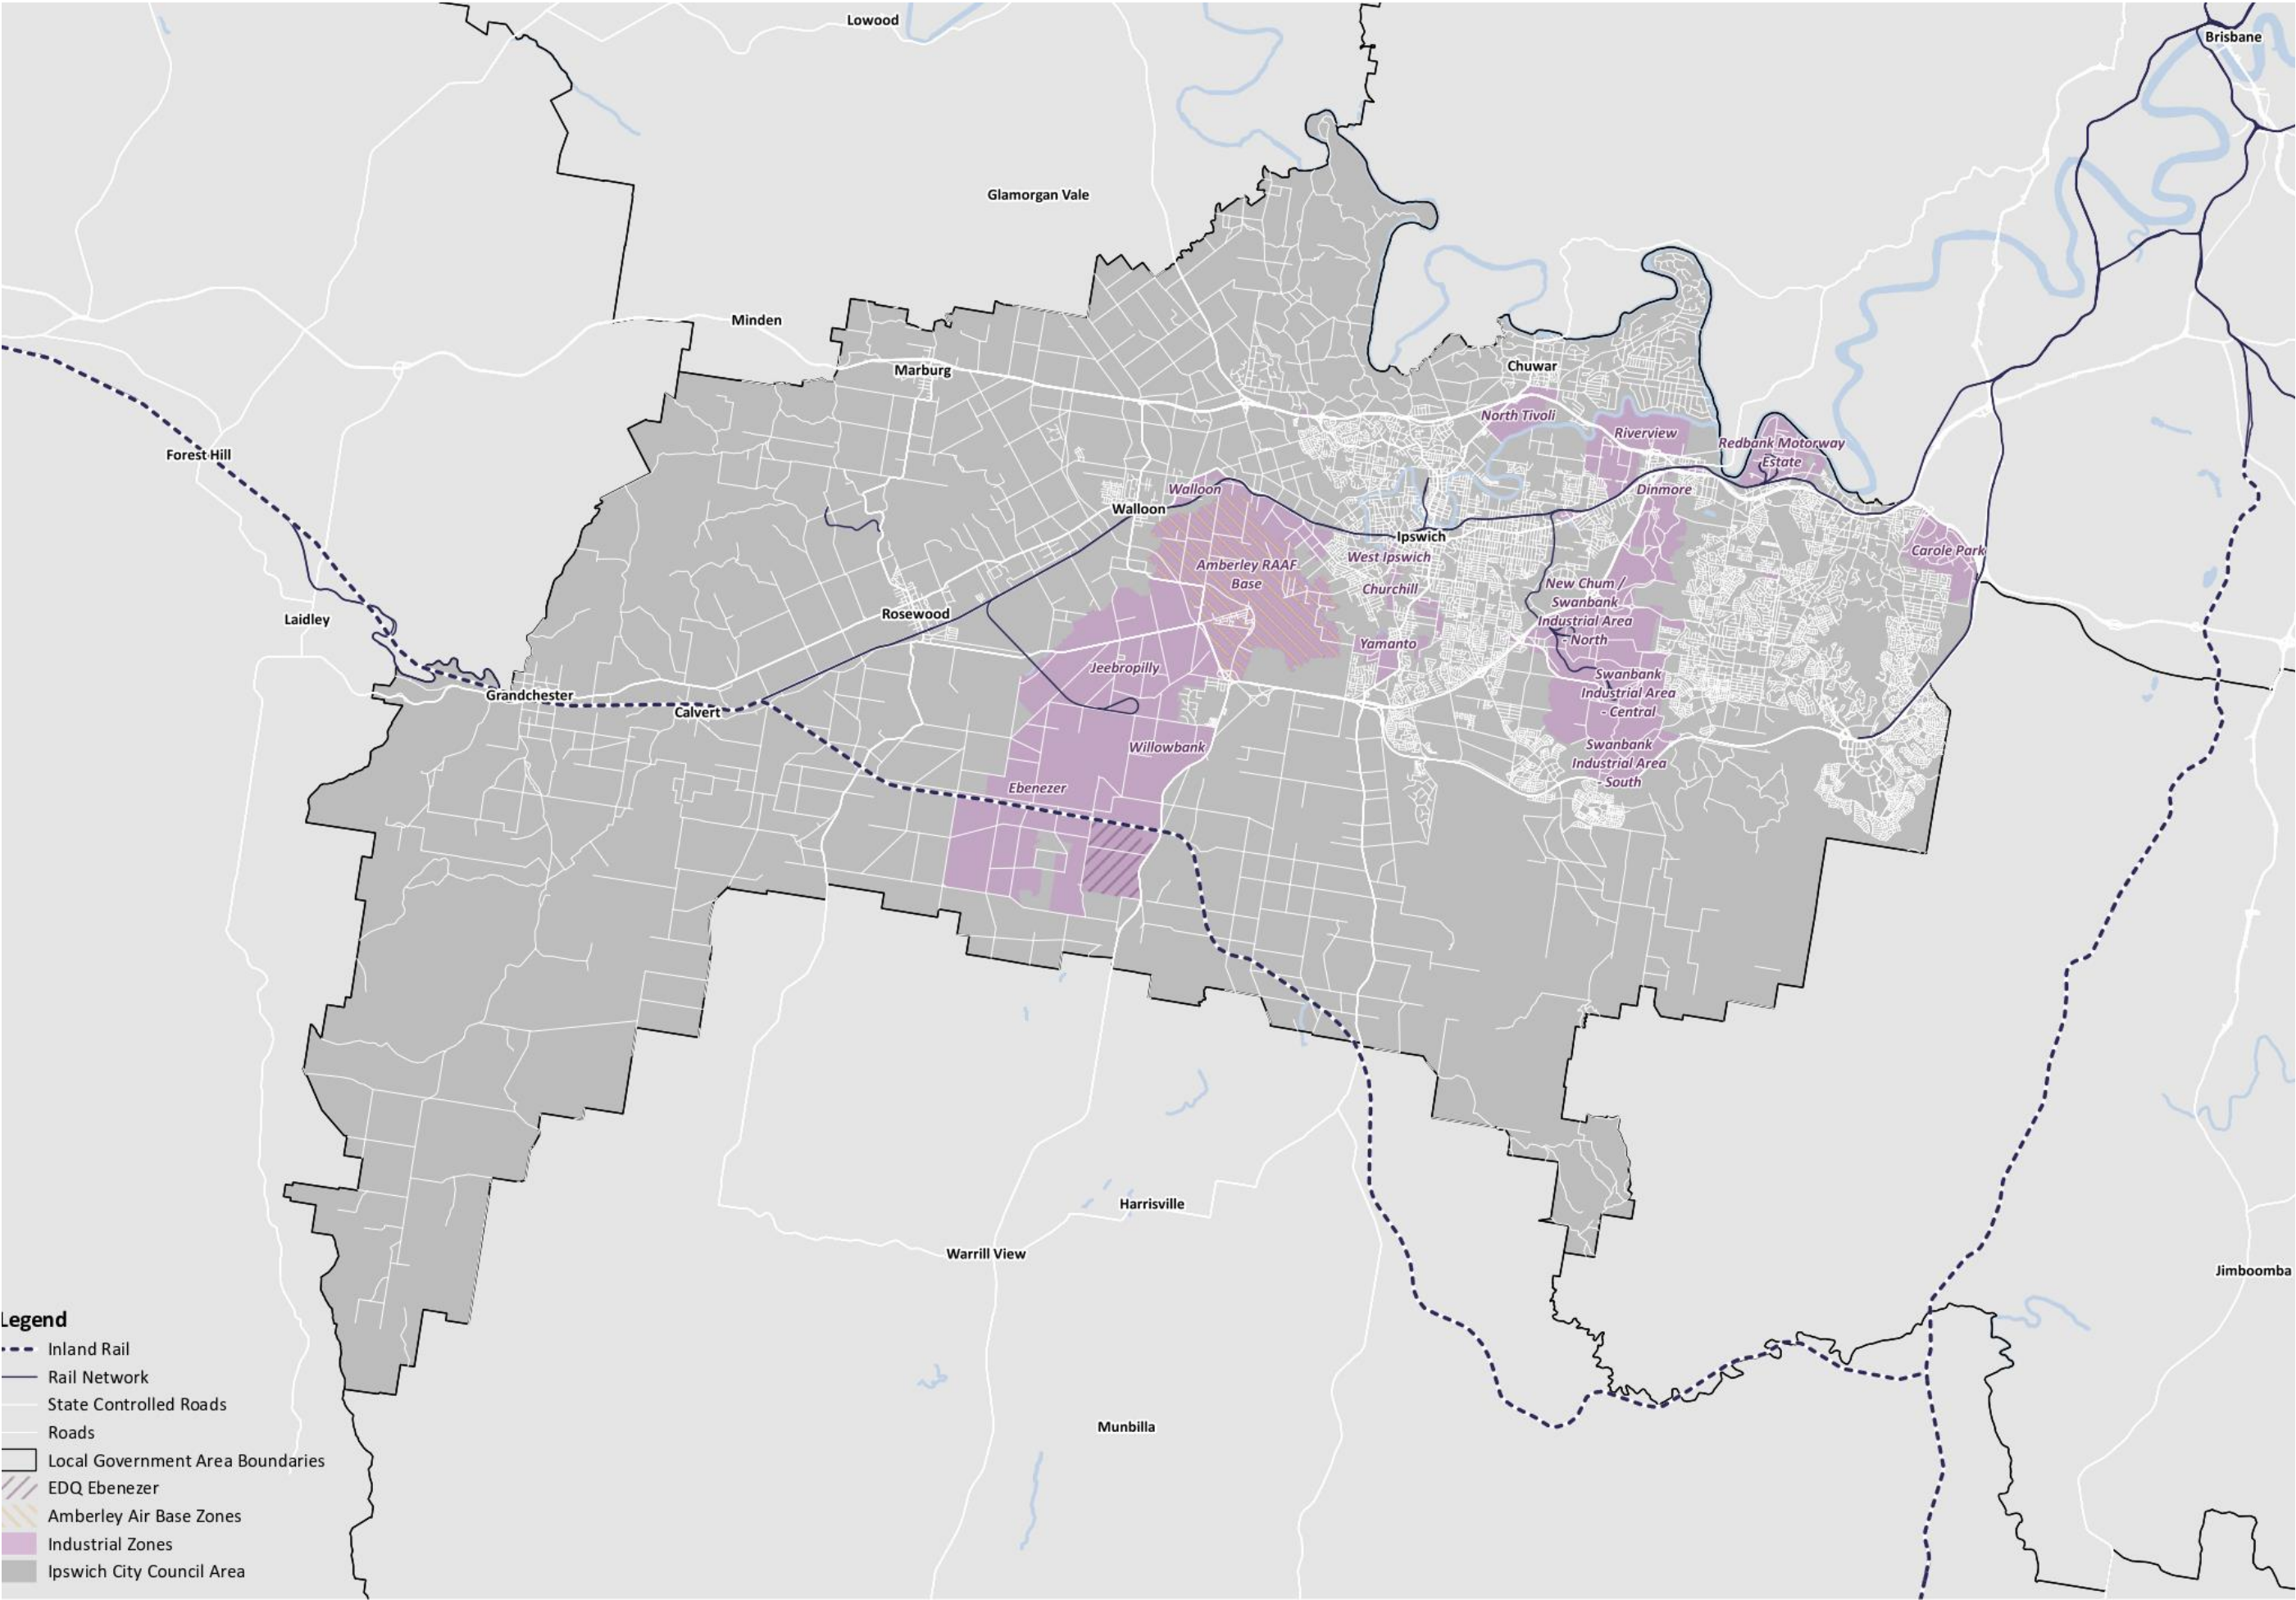 Lowood
Brisbane
Glamorgan Vale
Minden
Marburg
Chuwar
North Tivoli
Riverview
Redbank Motorway
Estate
Forest Hill
Walloon
Dinmore
Walloon
Ipswich
Carole Park
West Ipswich
Amberley RAAF
Base
Churchill
New Chum /
Swanbank
Industrial Area
- North
Rosewood
Laidley
Yamanto
Jeebropilly
Swanbank
Industrial Area
- Central
Grandchester
Calvert
Willowbank
Swanbank
Industrial Area
- South
Ebenezer
Harrisville
Warrill View
Jimboomba
Munbilla
Legend
Inland Rail
Rail Network
State Controlled Roads
Roads
Local Government Area Boundaries
EDQ Ebenezer
Amberley Air Base Zones
Industrial Zones
Ipswich City Council Area